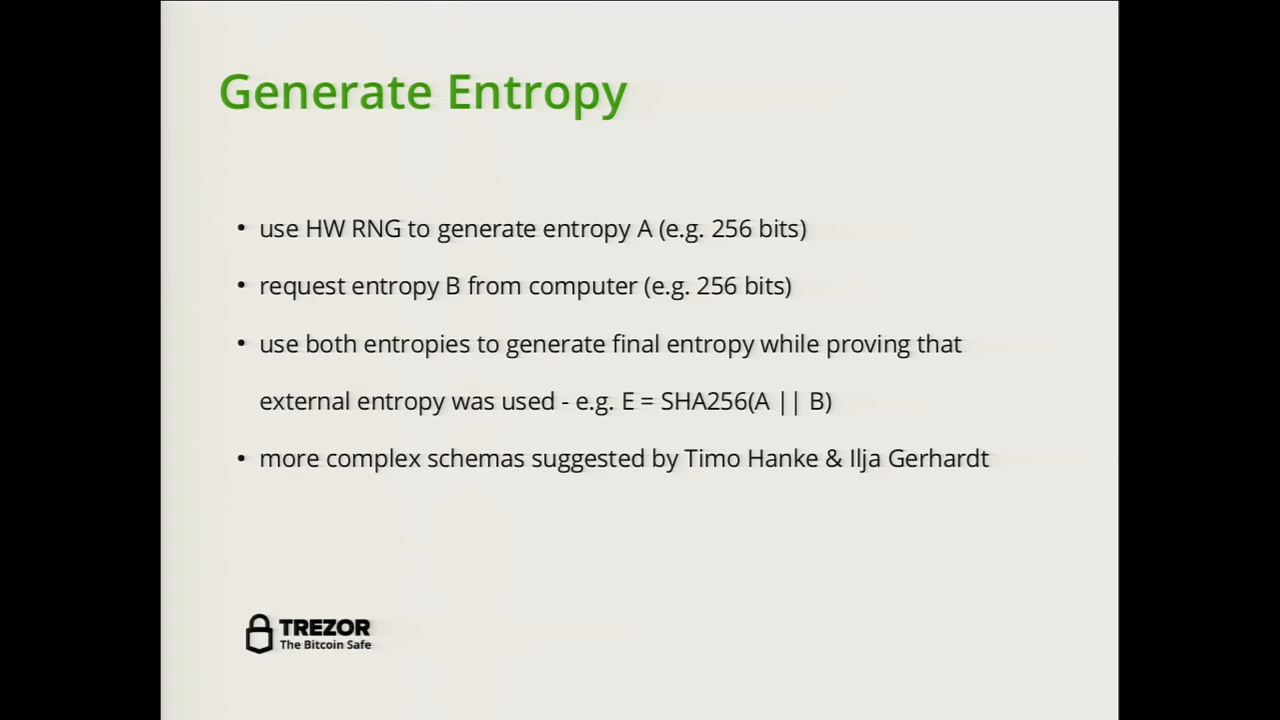 Generate Entropy
• use HW RNG to generate entropy A (e.g. 256 bits)
• request entropy B from computer (e.g. 256 bits)
• use both entropies to generate final entropy while proving that
external entropy was used - e.g. E = SHA256(A || B)
• more complex schemas suggested by Timo Hanke & Ilja Gerhardt
TREZOR
The Bitcoin Safe